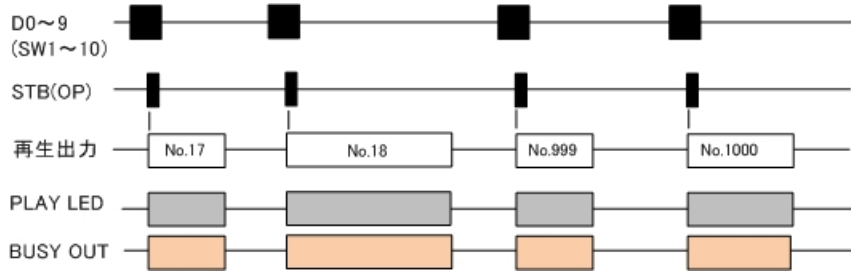 D0～9
(SW1～10)
STB(OP)
再生出力
No.17
No.18
No.999
No.1000
PLAY LED
BUSY OUT